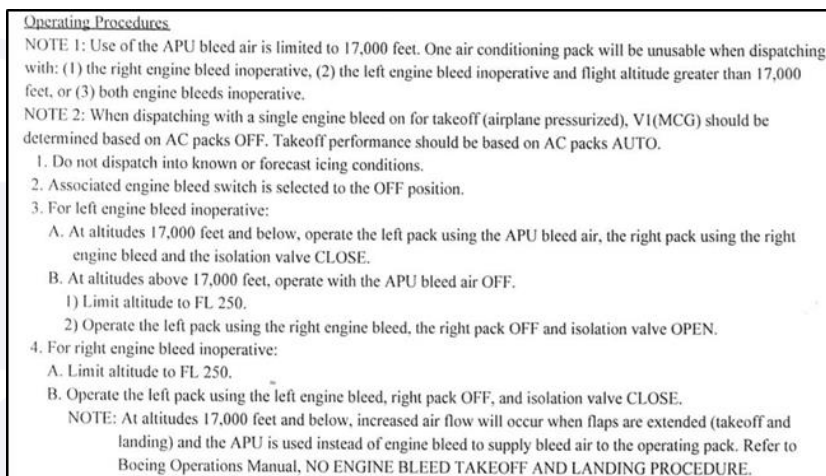 Operating Procedures
NOTE 1: Use of the APU bleed air is limited to 17,000 feet. One air conditioning pack will be unusable when dispatching
with: (1) the right engine bleed inoperative, (2) the left engine bleed inoperative and flight altitude greater than 17,000
feet, or (3) both engine bleeds inoperative.
NOTE 2: When dispatching with a single engine bleed on for takeoff (airplane pressurized), V1(MCG) should be
determined based on AC packs OFF. Takeoff performance should be based on AC packs AUTO.
1. Do not dispatch into known or forecast icing conditions.
2. Associated engine bleed switch is selected to the OFF position.
3. For left engine bleed inoperative:
A. At altitudes 17,000 feet and below, operate the left pack using the APU bleed air, the right pack using the right
engine bleed and the isolation valve CLOSE.
B. At altitudes above 17,000 feet, operate with the APU bleed air OFF.
1) Limit altitude to FL 250.
2) Operate the left pack using the right engine bleed, the right pack OFF and isolation valve OPEN.
4. For right engine bleed inoperative:
A. Limit altitude to FL 250.
B. Operate the left pack using the left engine bleed, right pack OFF, and isolation valve CLOSE.
NOTE: At altitudes 17,000 feet and below, increased air flow will occur when flaps are extended (takeoff and
landing) and the APU is used instead of engine bleed to supply bleed air to the operating pack. Refer to
Boeing Operations Manual, NO ENGINE BLEED TAKEOFF AND LANDING PROCEDURE.